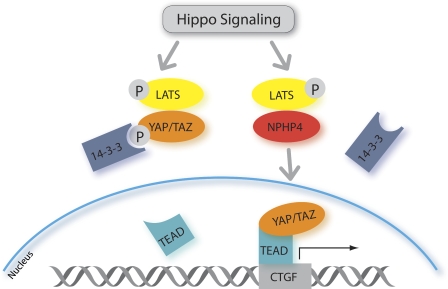 Hippo Signaling
P
LATS
P
YAP/TAZ
14-3-3
LATS
P
NPHP4
14-3-3
Nucleus
TEAD
YAP/TAZ
TEAD
CTGF